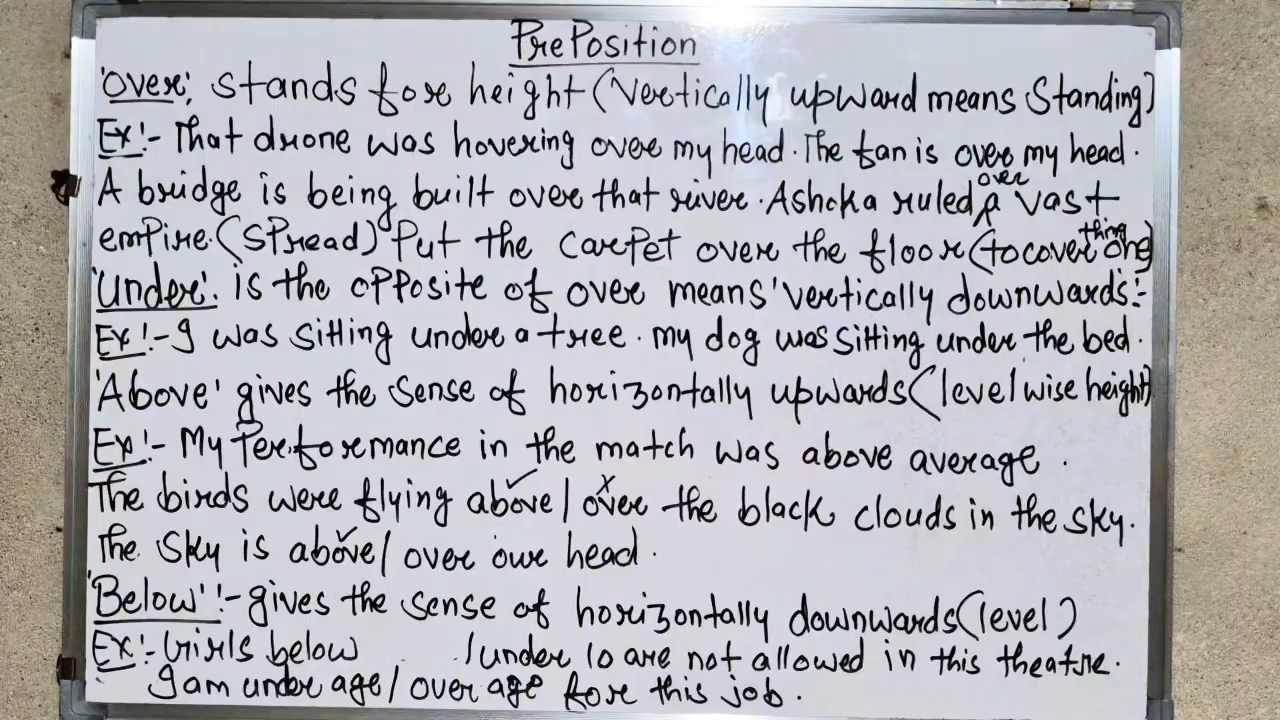 PrePosition
'over', stands for height (Vertically upward means Standing)
Ex:- That drone was hovering over my head. The fan is over my head.
A bridge is being built over that river. Ashoka ruled over a vast
empire. (Spread) Put the carpet over the floor (to cover one thing)
'Under': is the opposite of over means 'vertically downwards':-
Ex:- I was sitting under a tree. My dog was sitting under the bed.
'Above' gives the sense of horizontally upwards (level wise height)
Ex:- My Performance in the match was above average.
The birds were flying above ✓ / over × the black clouds in the sky.
The sky is above ✓ / over our head.
'Below':- gives the sense of horizontally downwards (level)
Ex:- Girls below / under 10 are not allowed in this theatre.
I am under age / over age for this job.